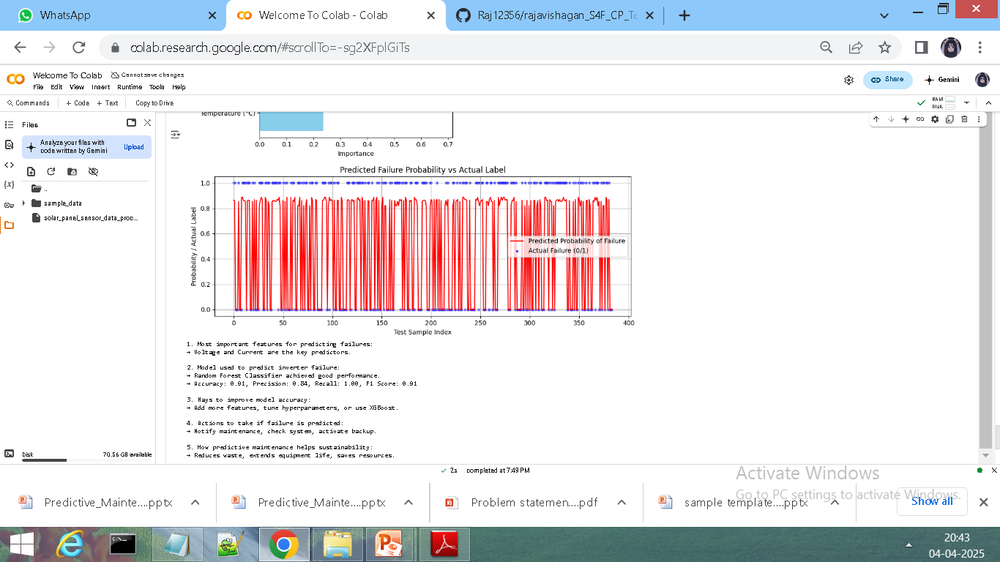 WhatsApp
Welcome To Colab - Colab
Raj12356/rajavishagan_S4F_CP_Te
colab.research.google.com/#scrollTo=-sg2XFplGiTs
Welcome To Colab
Cannot save changes
File Edit View Insert Runtime Tools Help
Share
Gemini
Commands
+ Code + Text
Copy to Drive
RAM
Disk
Files
Analyze your files with
code written by Gemini
Upload
..
sample_data
solar_panel_sensor_data_proc...
Disk
70.56 GB available
Temperature (°C)
0.0 0.1 0.2 0.3 0.4 0.5 0.6 0.7
Importance
Predicted Failure Probability vs Actual Label
Probability / Actual Label
1.0
0.8
0.6
0.4
0.2
0.0
Predicted Probability of Failure
Actual Failure (0/1)
0 50 100 150 200 250 300 350 400
Test Sample Index
1. Most important features for predicting failures:
→ Voltage and Current are the key predictors.
2. Model used to predict inverter failure:
→ Random Forest Classifier achieved good performance.
→ Accuracy: 0.91, Precision: 0.84, Recall: 1.00, F1 Score: 0.91
3. Ways to improve model accuracy:
→ Add more features, tune hyperparameters, or use XGBoost.
4. Actions to take if failure is predicted:
→ Notify maintenance, check system, activate backup.
5. How predictive maintenance helps sustainability:
→ Reduces waste, extends equipment life, saves resources.
2s completed at 7:49 PM
Activate Windows
Go to PC settings to activate Windows.
Predictive_Mainte....pptx
Predictive_Mainte....pptx
Problem statemen....pdf
sample template....pptx
Show all
20:43
04-04-2025